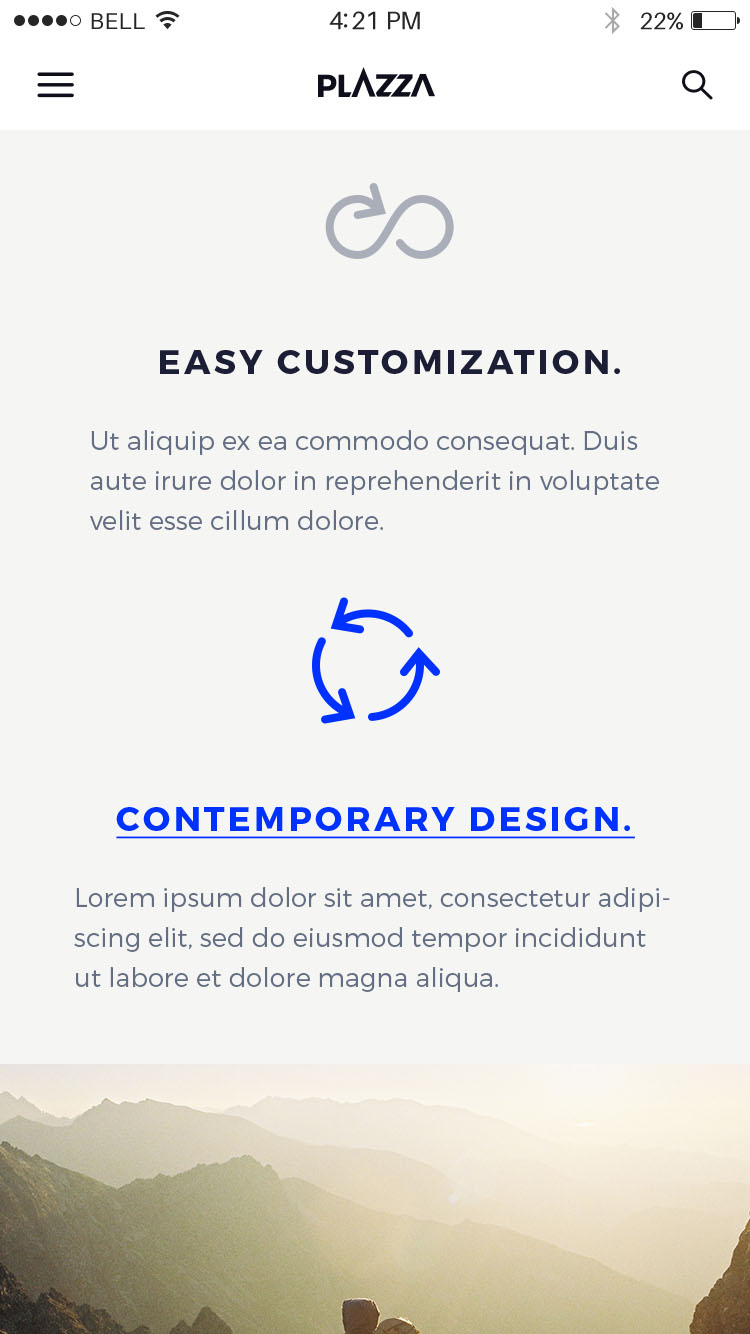 BELL 4:21 PM 22%
PLAZZA
EASY CUSTOMIZATION.
Ut aliquip ex ea commodo consequat. Duis
aute irure dolor in reprehenderit in voluptate
velit esse cillum dolore.
CONTEMPORARY DESIGN.
Lorem ipsum dolor sit amet, consectetur adipi-
scing elit, sed do eiusmod tempor incididunt
ut labore et dolore magna aliqua.